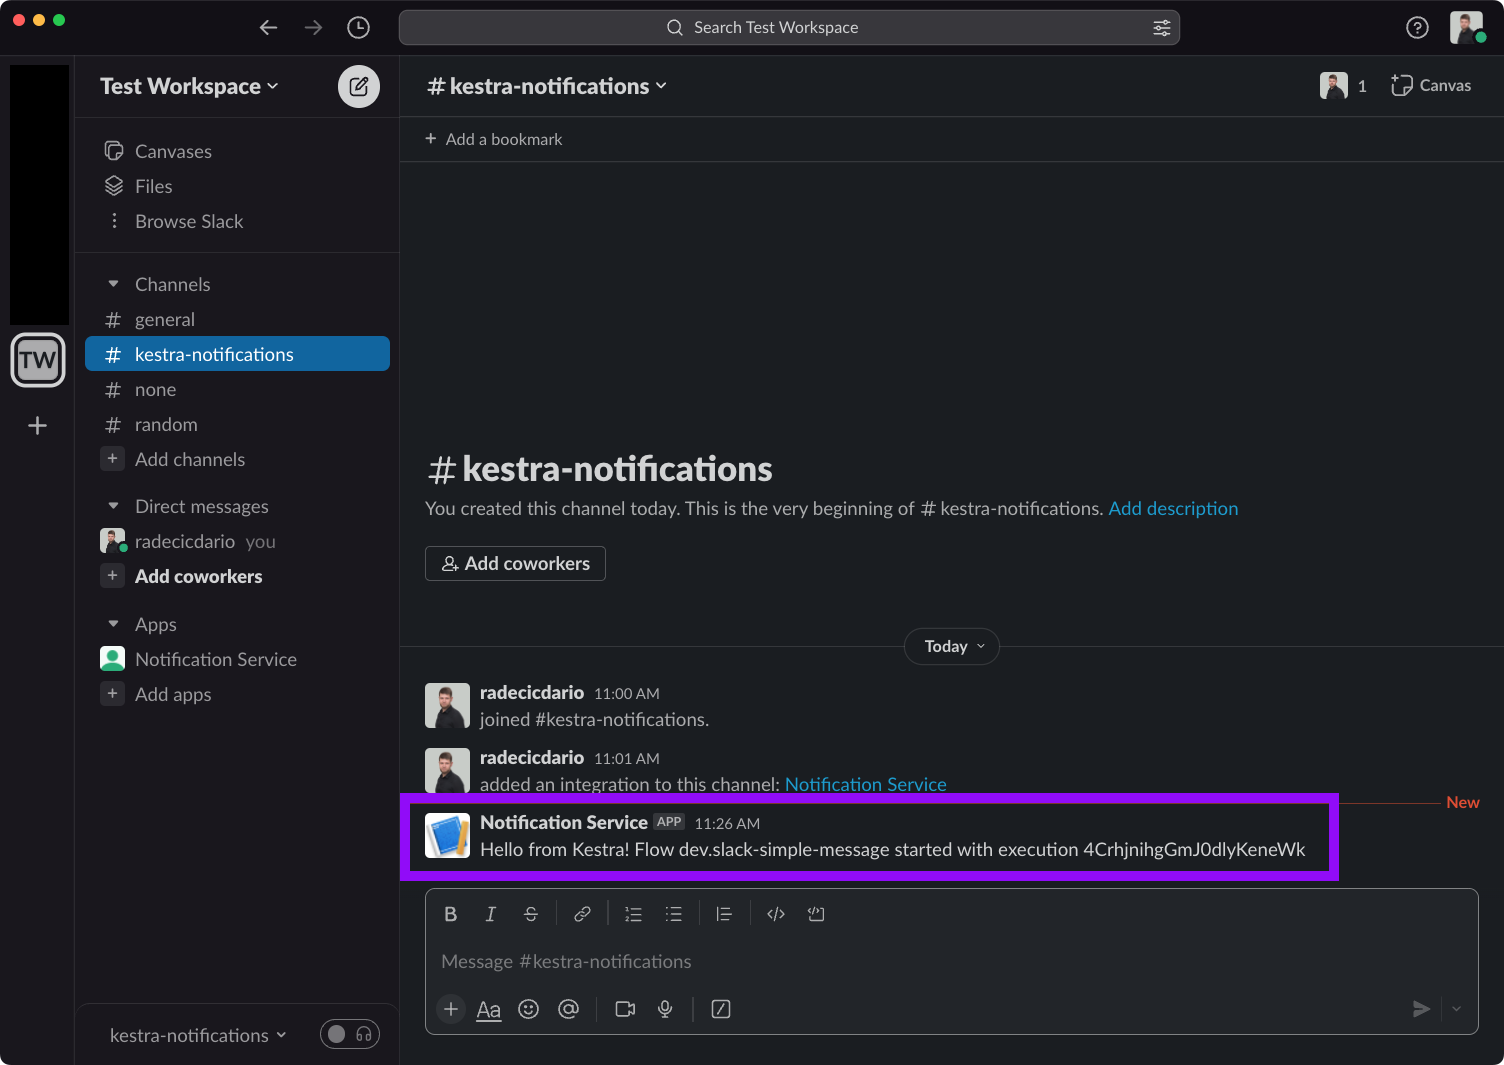 Search Test Workspace
Test Workspace
Canvases
Files
Browse Slack
Channels
# general
# kestra-notifications
# none
# random
+ Add channels
Direct messages
radecicdario you
+ Add coworkers
Apps
Notification Service
+ Add apps
TW
+
kestra-notifications
# kestra-notifications
1
Canvas
+ Add a bookmark
# kestra-notifications
You created this channel today. This is the very beginning of # kestra-notifications. Add description
Add coworkers
Today
radecicdario 11:00 AM
joined #kestra-notifications.
radecicdario 11:01 AM
added an integration to this channel: Notification Service
New
Notification Service APP 11:26 AM
Hello from Kestra! Flow dev.slack-simple-message started with execution 4CrhjnihgGmJ0dlyKeneWk
B I S
Message #kestra-notifications
+ Aa @